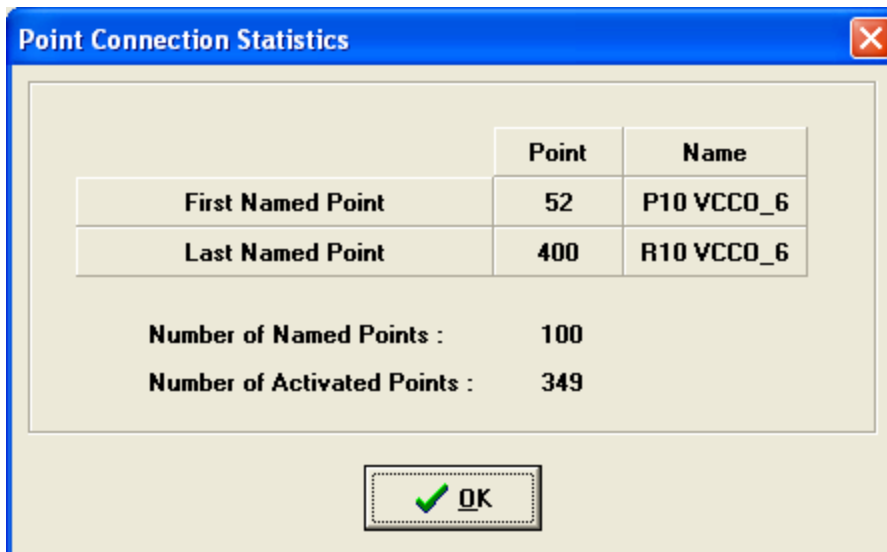 Point Connection Statistics
Point Name
First Named Point 52 P10 VCCO_6
Last Named Point 400 R10 VCCO_6
Number of Named Points : 100
Number of Activated Points : 349
OK